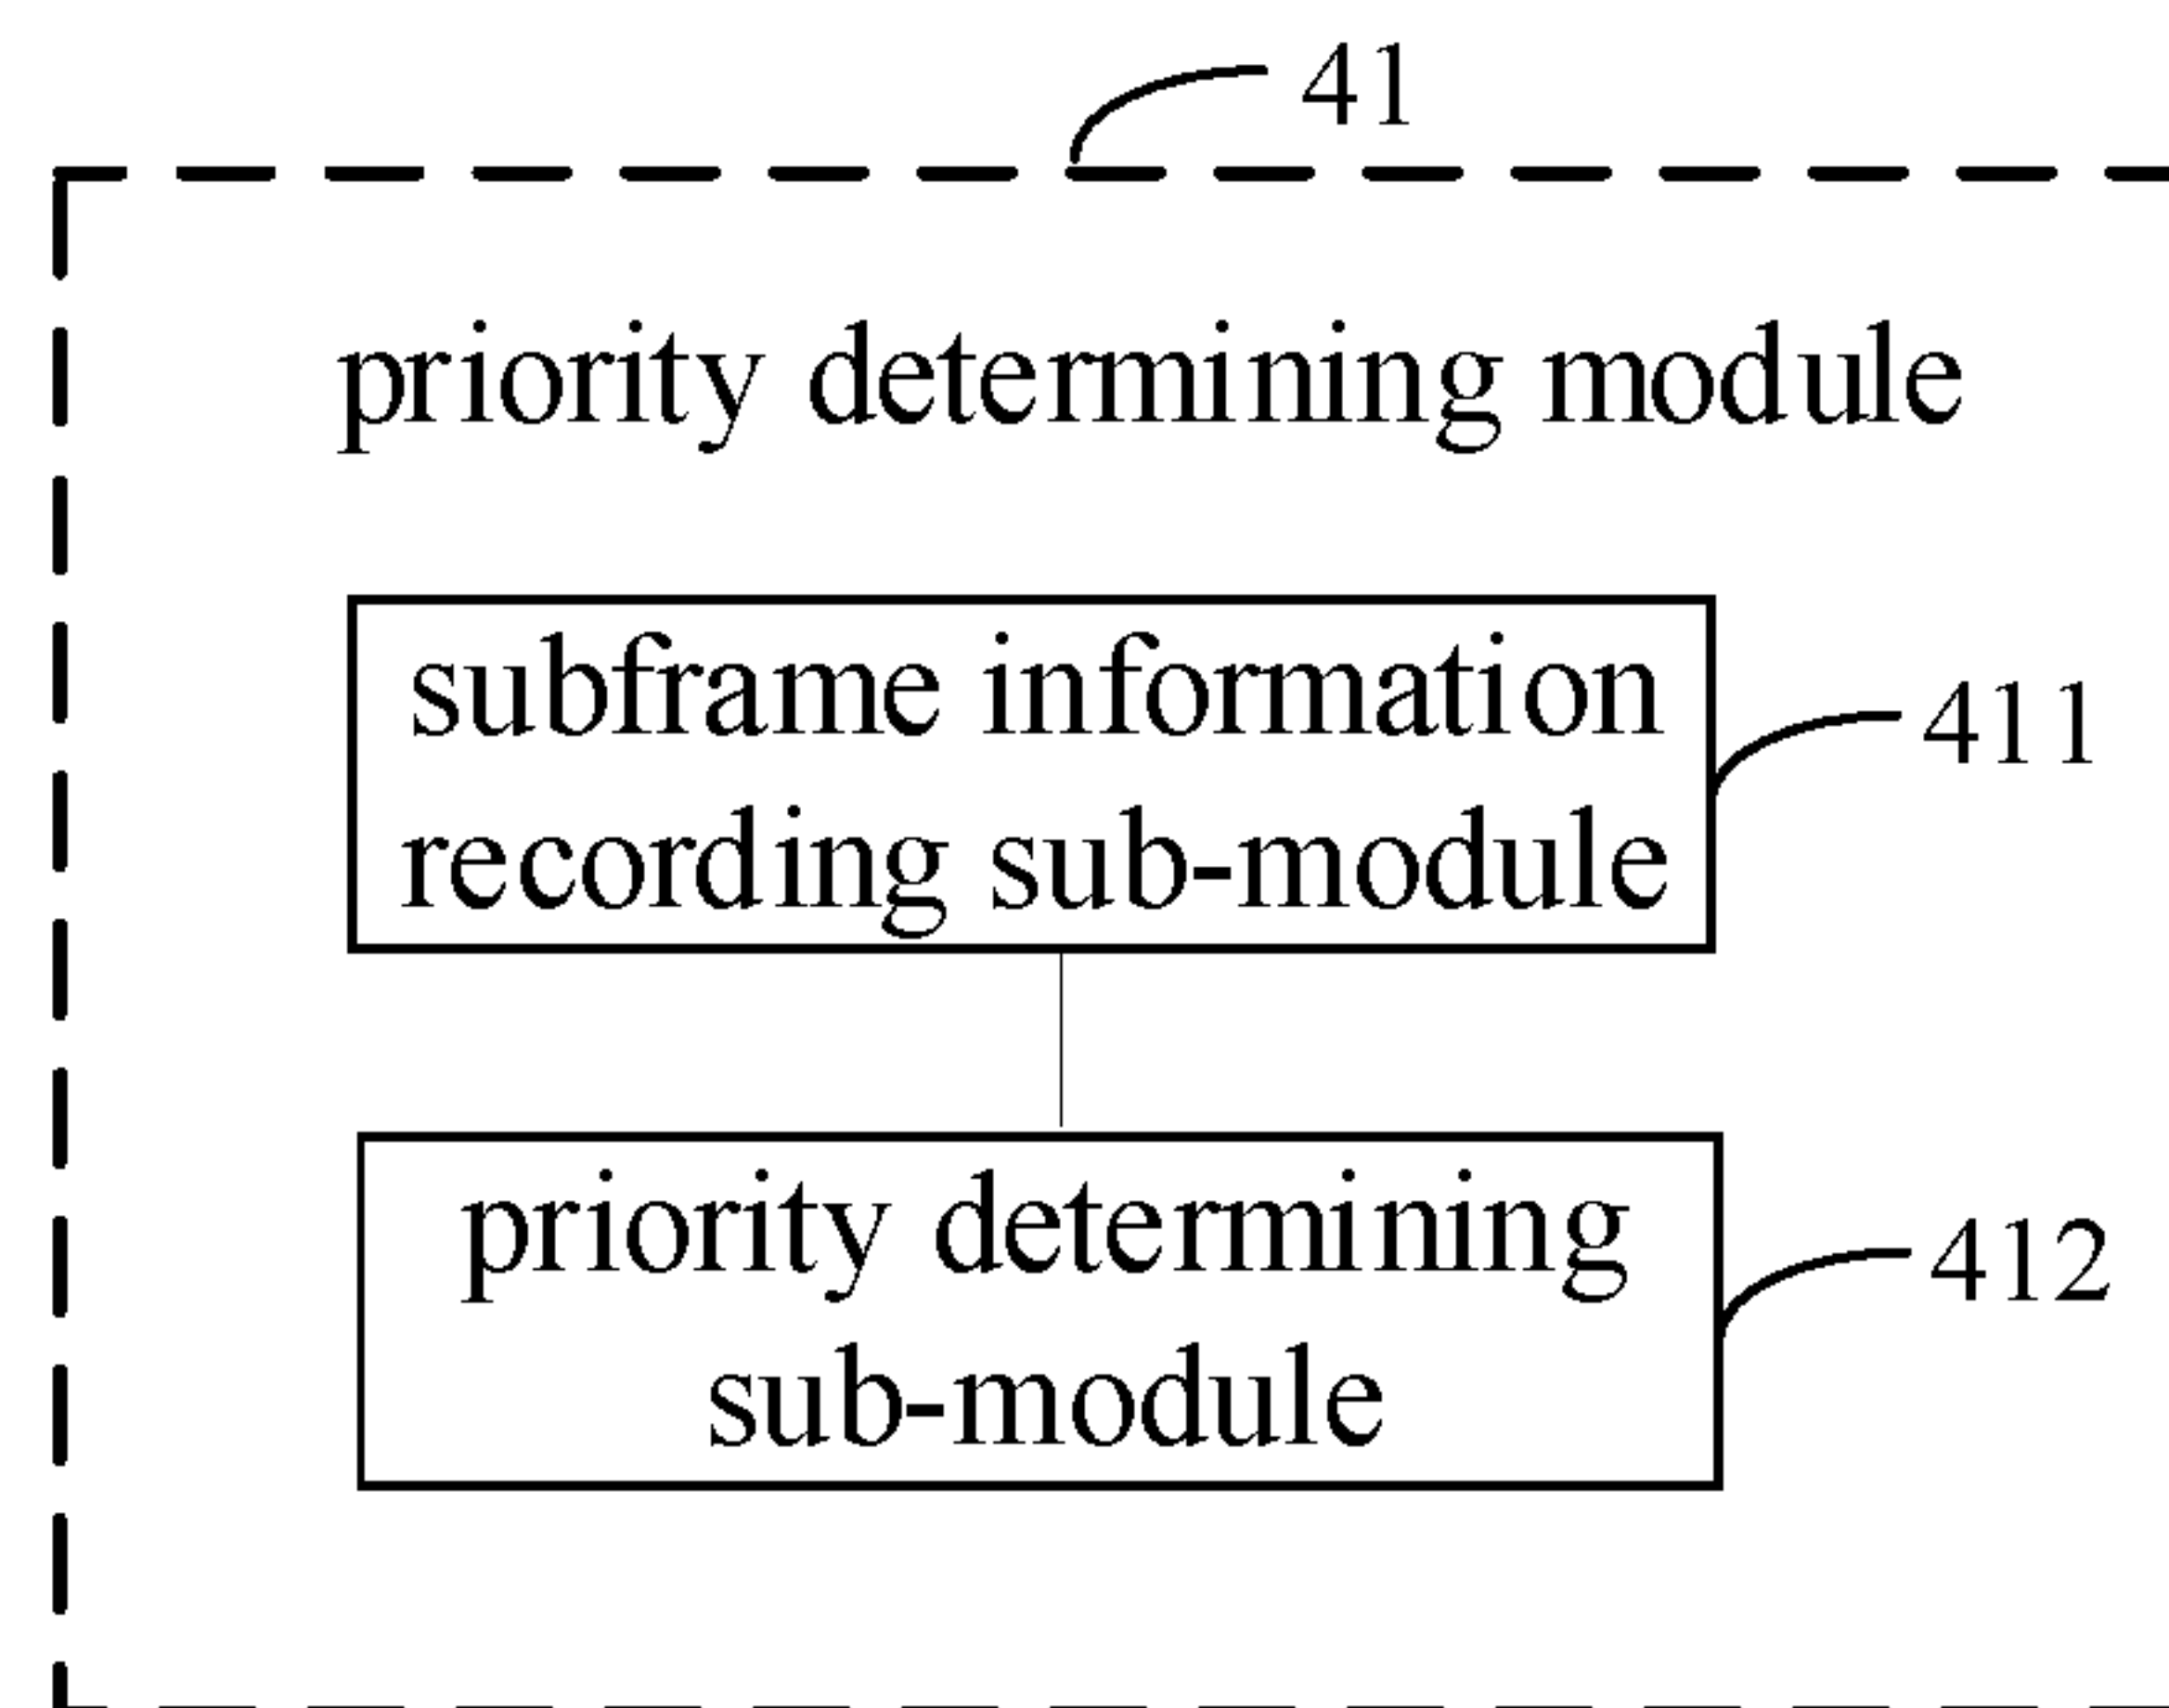 41
priority determining module
subframe information
recording sub-module
411
priority determining
sub-module
412